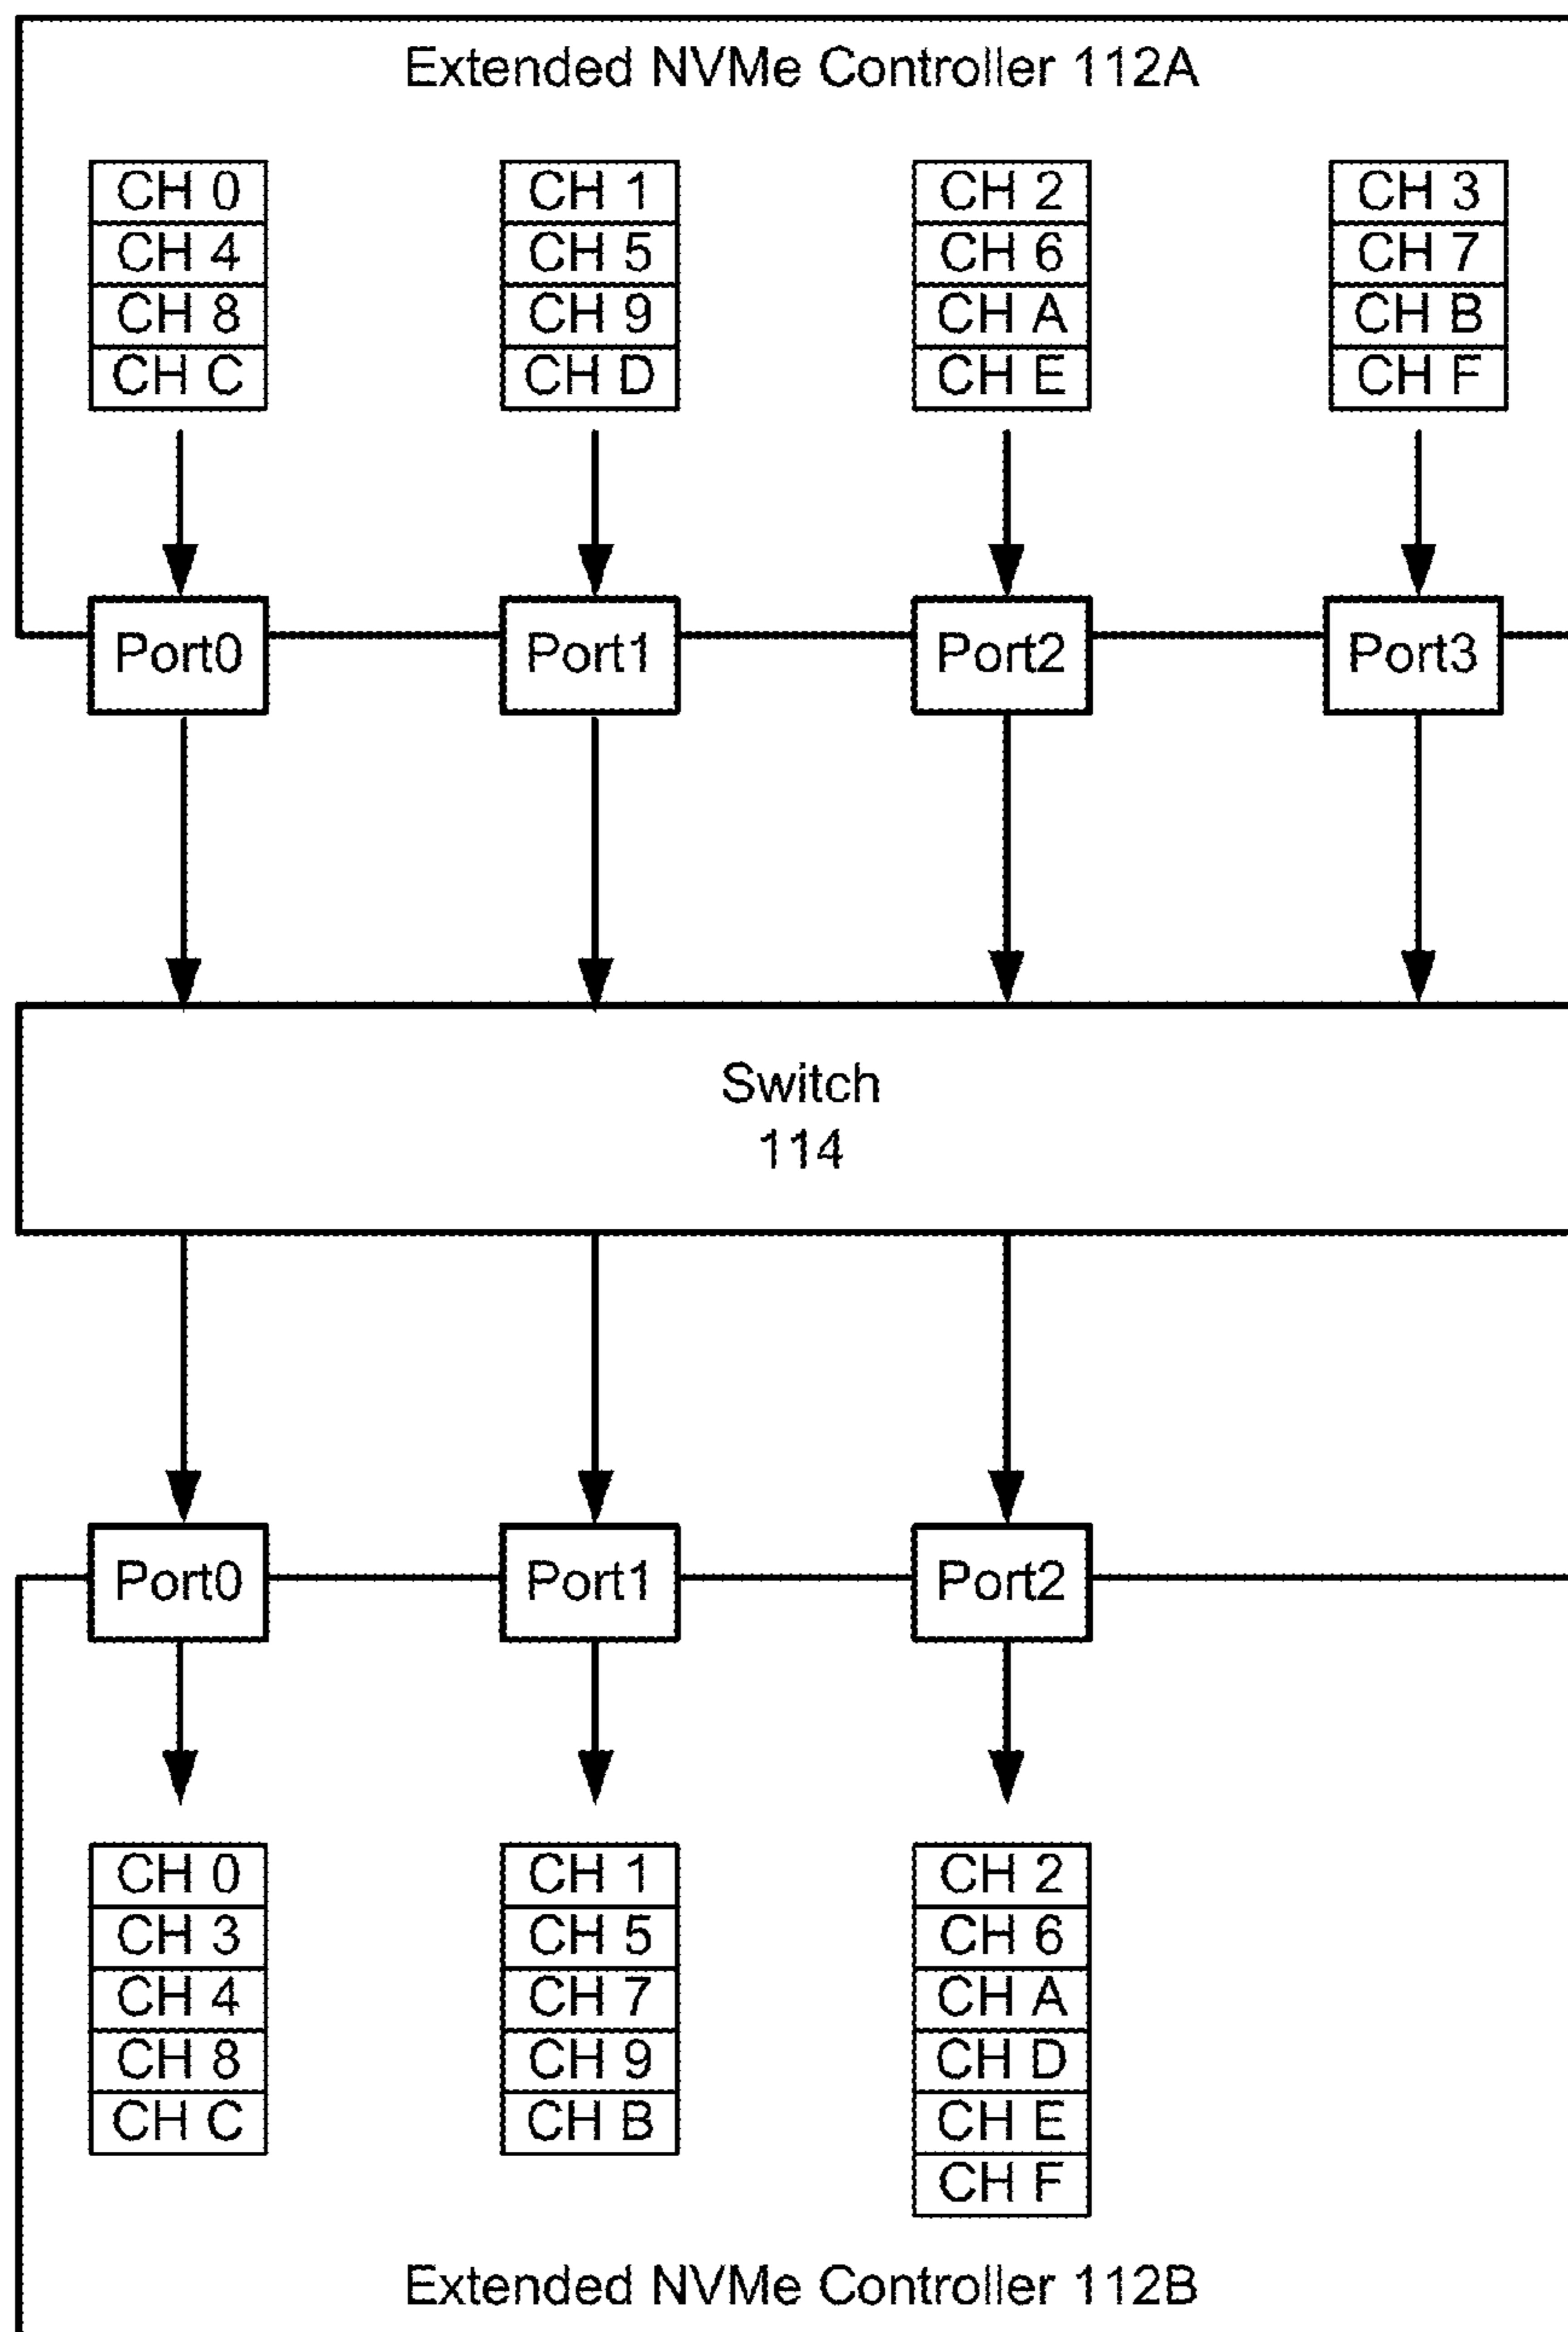 Extended NVMe Controller 112A
CH 0 CH 1 CH 2 CH 3
CH 4 CH 5 CH 6 CH 7
CH 8 CH 9 CH A CH B
CH C CH D CH E CH F
Port0 Port1 Port2 Port3
Switch
114
Port0 Port1 Port2
CH 0 CH 1 CH 2
CH 3 CH 5 CH 6
CH 4 CH 7 CH A
CH 8 CH 9 CH D
CH C CH B CH E
CH F
Extended NVMe Controller 112B